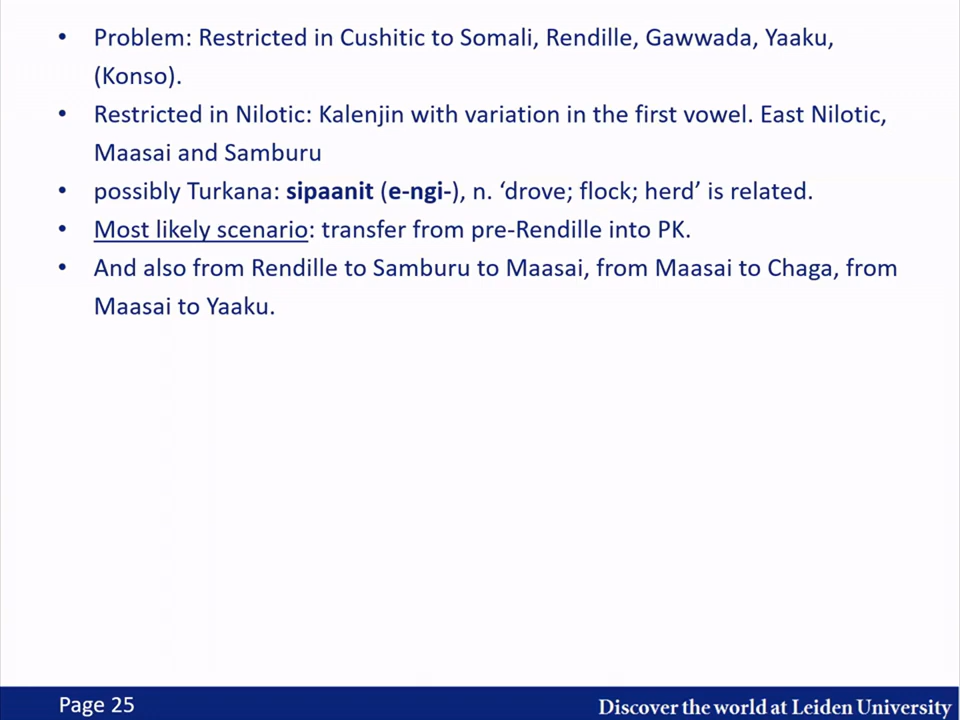 • Problem: Restricted in Cushitic to Somali, Rendille, Gawwada, Yaaku,
(Konso).
• Restricted in Nilotic: Kalenjin with variation in the first vowel. East Nilotic,
Maasai and Samburu
• possibly Turkana: sipaanit (e-ngi-), n. ‘drove; flock; herd’ is related.
• Most likely scenario: transfer from pre-Rendille into PK.
• And also from Rendille to Samburu to Maasai, from Maasai to Chaga, from
Maasai to Yaaku.
Page 25
Discover the world at Leiden University